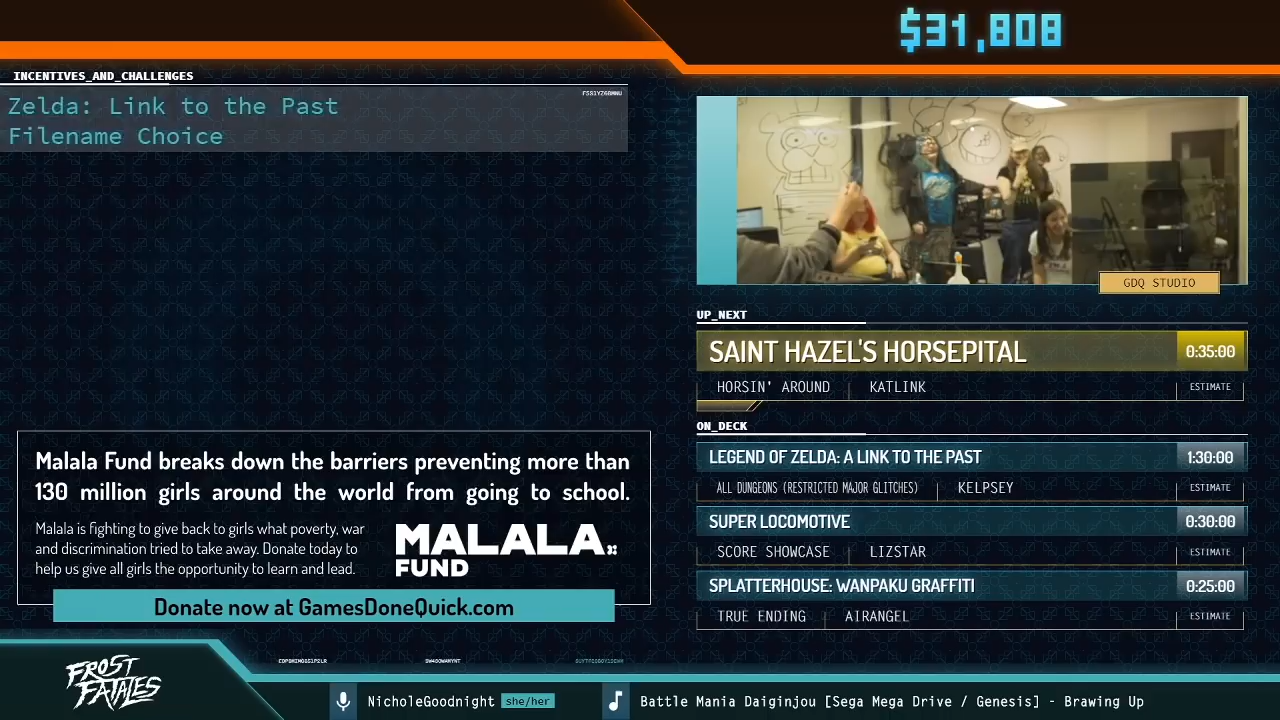 $31,808
INCENTIVES_AND_CHALLENGES
Zelda: Link to the Past
Filename Choice
GDQ STUDIO
UP_NEXT
SAINT HAZEL'S HORSEPITAL
0:35:00
HORSIN' AROUND
KATLINK
ESTIMATE
ON_DECK
LEGEND OF ZELDA: A LINK TO THE PAST
1:30:00
ALL DUNGEONS (RESTRICTED MAJOR GLITCHES)
KELPSEY
ESTIMATE
SUPER LOCOMOTIVE
0:30:00
SCORE SHOWCASE
LIZSTAR
ESTIMATE
SPLATTERHOUSE: WANPAKU GRAFFITI
0:25:00
TRUE ENDING
AIRANGEL
ESTIMATE
Malala Fund breaks down the barriers preventing more than
130 million girls around the world from going to school.
Malala is fighting to give back to girls what poverty, war
and discrimination tried to take away. Donate today to
help us give all girls the opportunity to learn and lead.
MALALA
FUND
Donate now at GamesDoneQuick.com
FROST
FATALES
NicholeGoodnight she/her
Battle Mania Daiginjou [Sega Mega Drive / Genesis] - Brawing Up